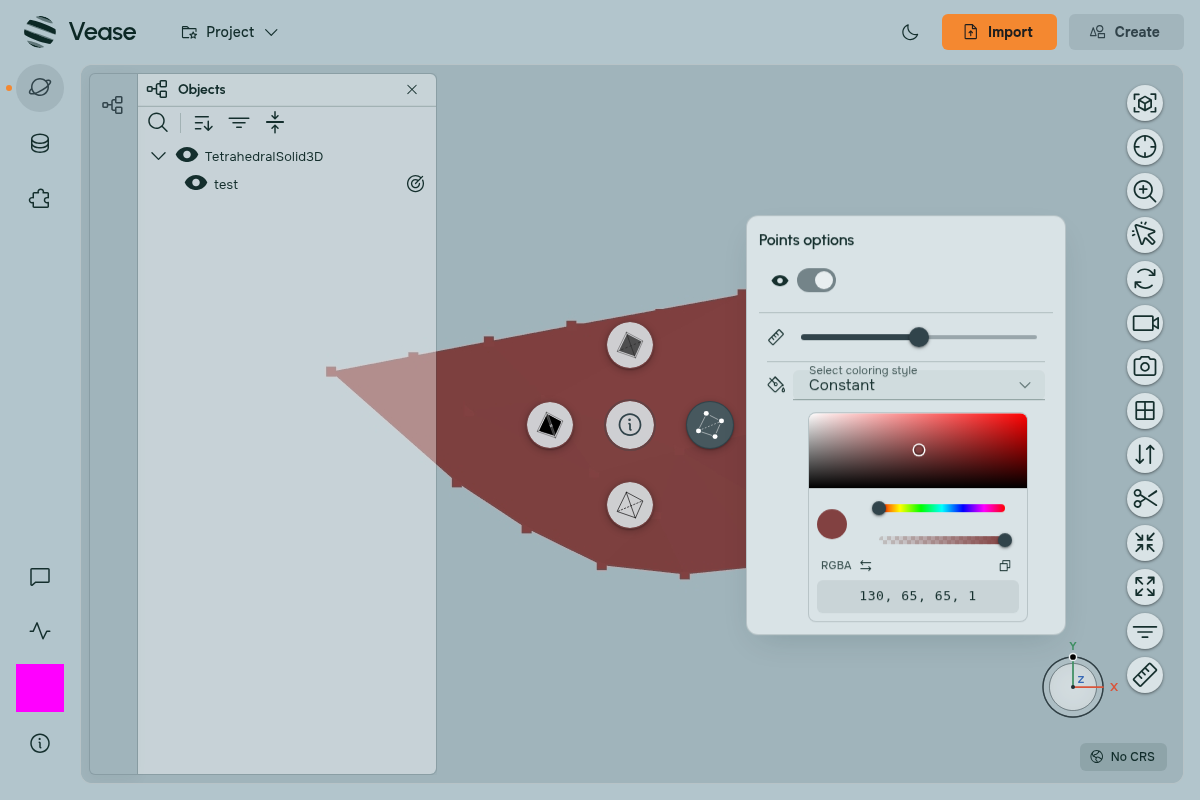 Vease
Project
Import
Create
Objects
TetrahedralSolid3D
test
Points options
Select coloring style
Constant
RGBA
130, 65, 65, 1
Y
Z
X
No CRS